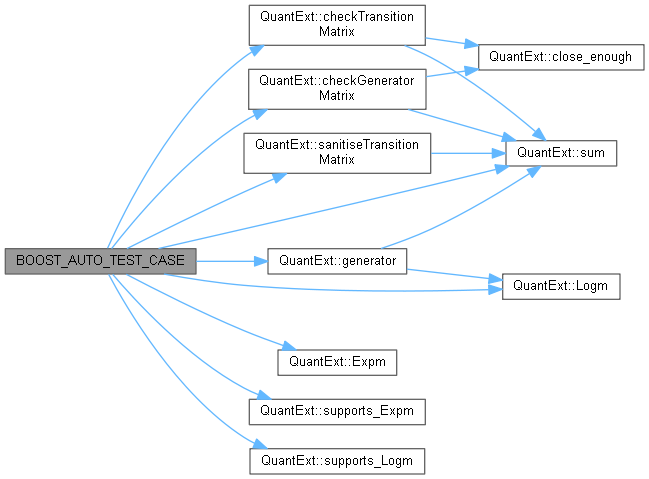 QuantExt::checkTransition
Matrix
QuantExt::close_enough
QuantExt::checkGenerator
Matrix
QuantExt::sanitiseTransition
Matrix
QuantExt::sum
BOOST_AUTO_TEST_CASE
QuantExt::generator
QuantExt::Logm
QuantExt::Expm
QuantExt::supports_Expm
QuantExt::supports_Logm